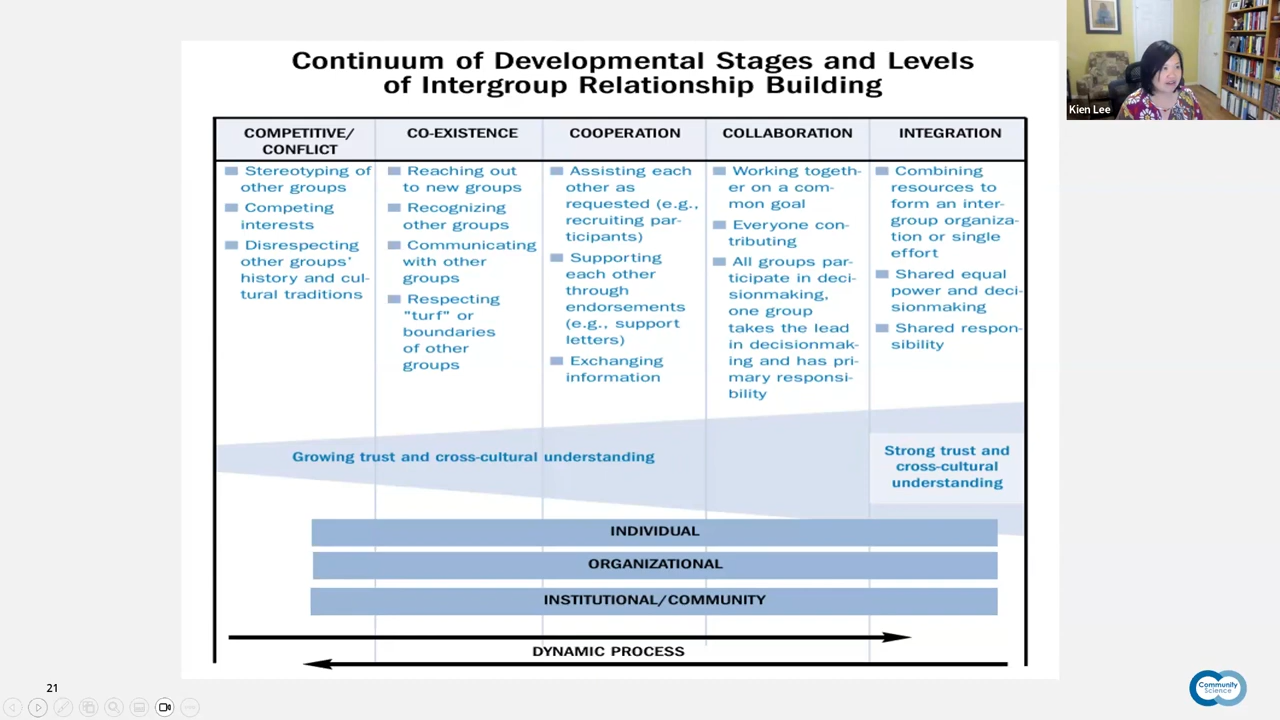 Continuum of Developmental Stages and Levels
of Intergroup Relationship Building
COMPETITIVE/
CONFLICT
Stereotyping of
other groups
Competing
interests
Disrespecting
other groups'
history and cul-
tural traditions
CO-EXISTENCE
Reaching out
to new groups
Recognizing
other groups
Communicating
with other
groups
Respecting
"turf" or
boundaries
of other
groups
COOPERATION
Assisting each
other as
requested (e.g.,
recruiting par-
ticipants)
Supporting
each other
through
endorsements
(e.g., support
letters)
Exchanging
information
COLLABORATION
Working togeth-
er on a com-
mon goal
Everyone con-
tributing
All groups par-
ticipate in deci-
sionmaking,
one group
takes the lead
in decisionmak-
ing and has pri-
mary responsi-
bility
INTEGRATION
Combining
resources to
form an inter-
group organiza-
tion or single
effort
Shared equal
power and deci-
sionmaking
Shared respon-
sibility
Growing trust and cross-cultural understanding
Strong trust and
cross-cultural
understanding
INDIVIDUAL
ORGANIZATIONAL
INSTITUTIONAL/COMMUNITY
DYNAMIC PROCESS
21
Kien Lee
Community
Science